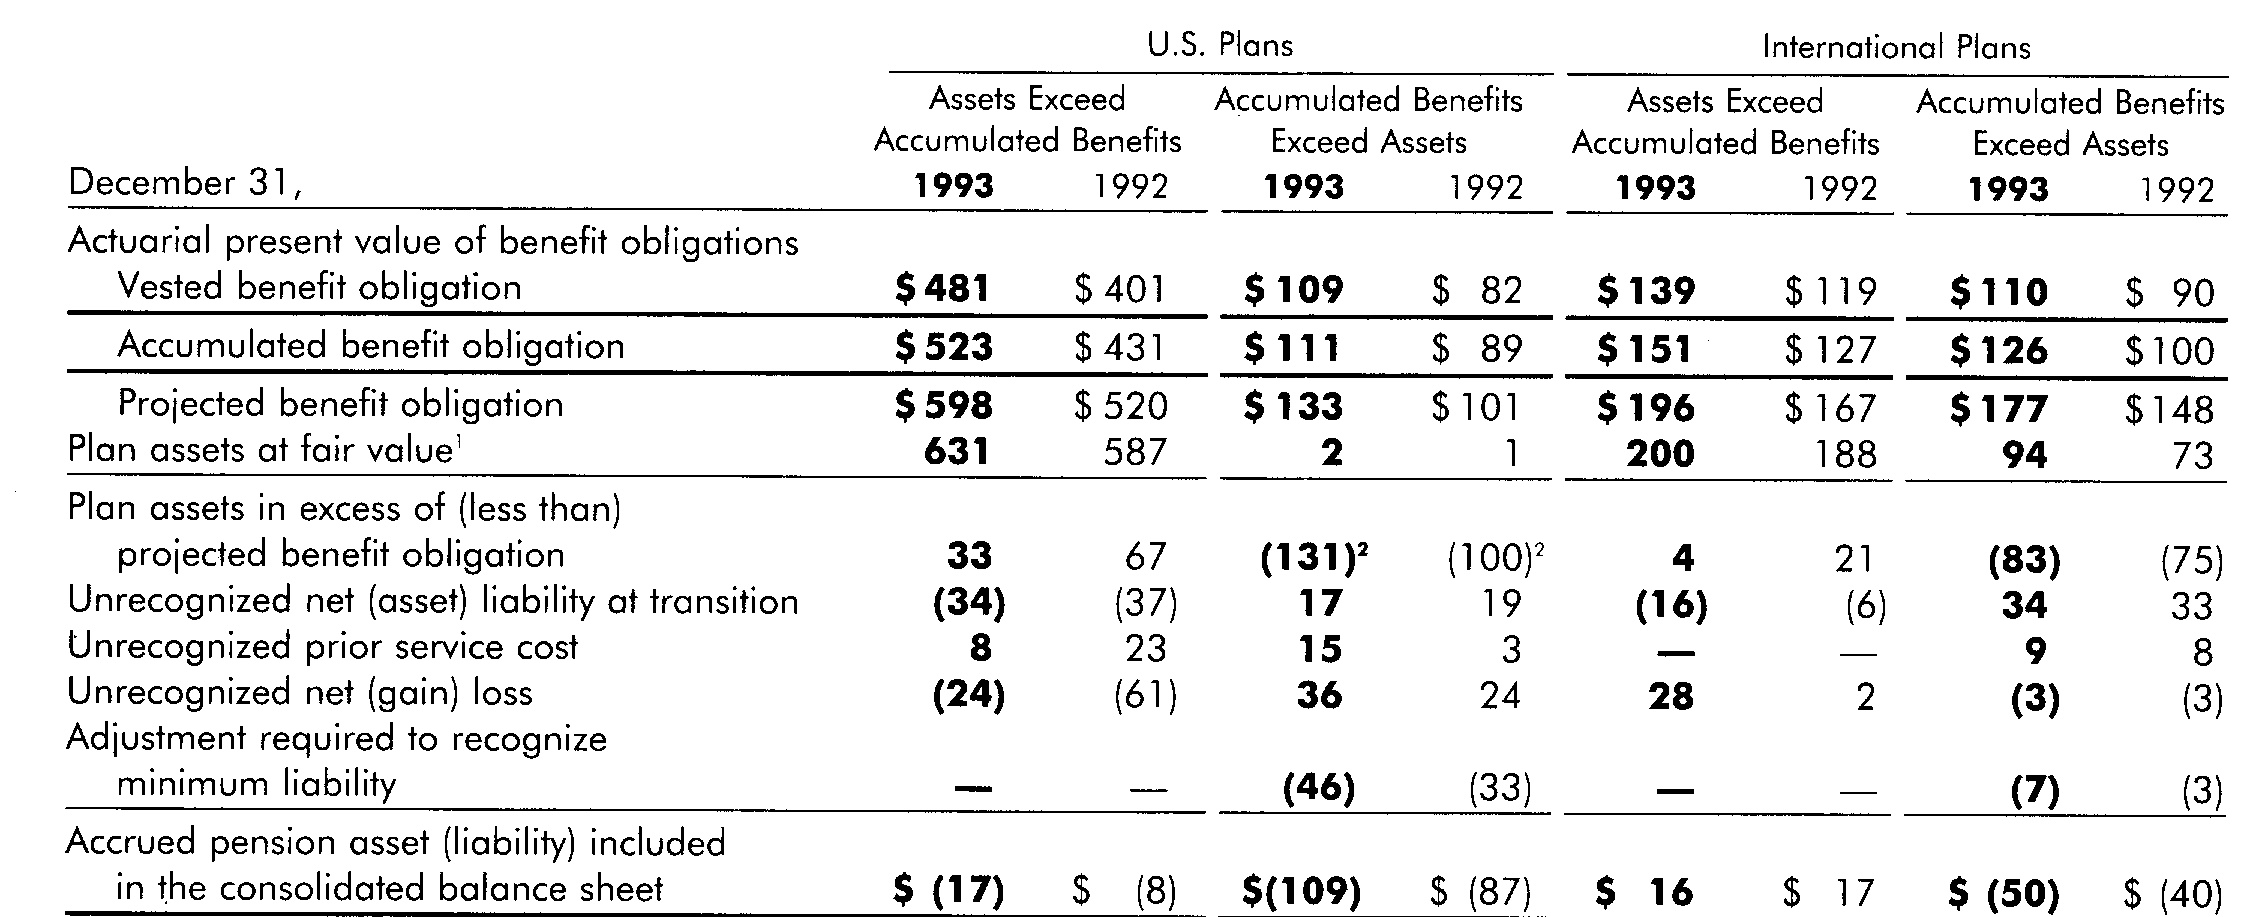 U.S. Plans International Plans
Assets Exceed Accumulated Benefits Assets Exceed Accumulated Benefits
Accumulated Benefits Exceed Assets Accumulated Benefits Exceed Assets
December 31, 1993 1992 1993 1992 1993 1992 1993 1992
Actuarial present value of benefit obligations
Vested benefit obligation $481 $401 $109 $ 82 $139 $119 $110 $ 90
Accumulated benefit obligation $523 $431 $111 $ 89 $151 $127 $126 $100
Projected benefit obligation $598 $520 $133 $101 $196 $167 $177 $148
Plan assets at fair value¹ 631 587 2 1 200 188 94 73
Plan assets in excess of (less than)
projected benefit obligation 33 67 (131)² (100)² 4 21 (83) (75)
Unrecognized net (asset) liability at transition (34) (37) 17 19 (16) (6) 34 33
Unrecognized prior service cost 8 23 15 3 — — 9 8
Unrecognized net (gain) loss (24) (61) 36 24 28 2 (3) (3)
Adjustment required to recognize
minimum liability — — (46) (33) — — (7) (3)
Accrued pension asset (liability) included
in the consolidated balance sheet $ (17) $ (8) $(109) $ (87) $ 16 $ 17 $ (50) $ (40)